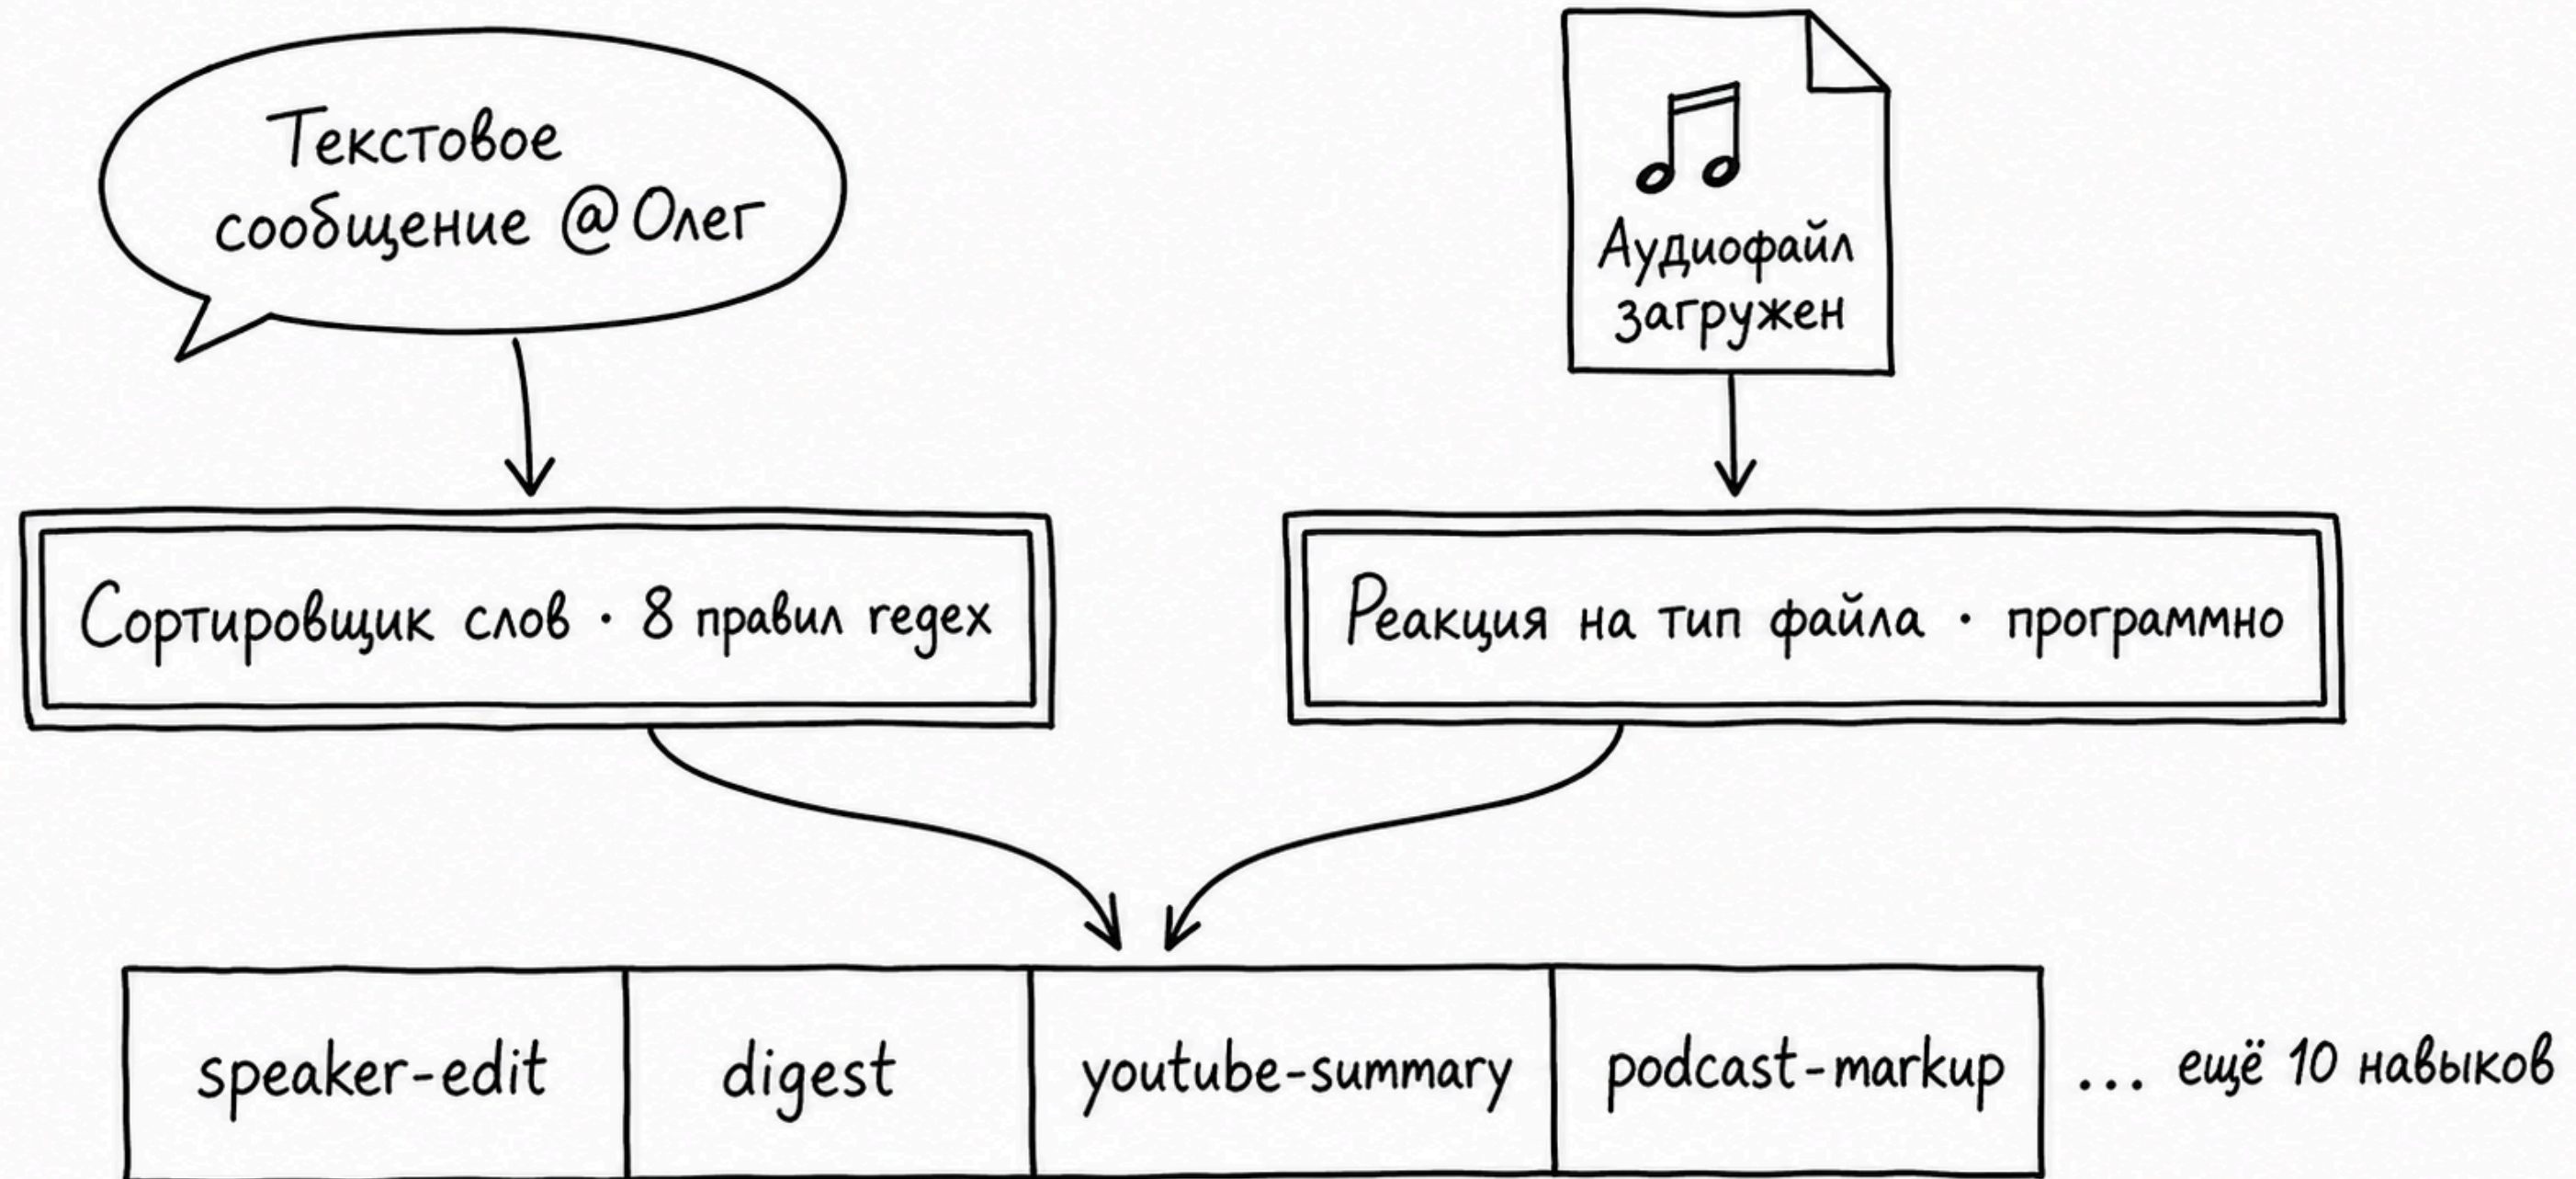 Текстовое
сообщение @Олег
Аудиофайл
загружен
Сортировщик слов · 8 правил regex
Реакция на тип файла · программно
speaker-edit
digest
youtube-summary
podcast-markup
... ещё 10 навыков